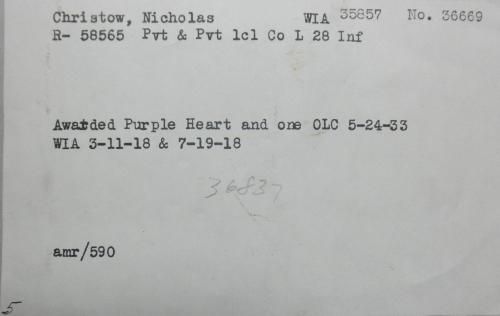 Christow, Nicholas WIA 35857 No. 36669
R- 58565 Pvt & Pvt 1cl Co L 28 Inf
Awarded Purple Heart and one OLC 5-24-33
WIA 3-11-18 & 7-19-18
36837
amr/590
5